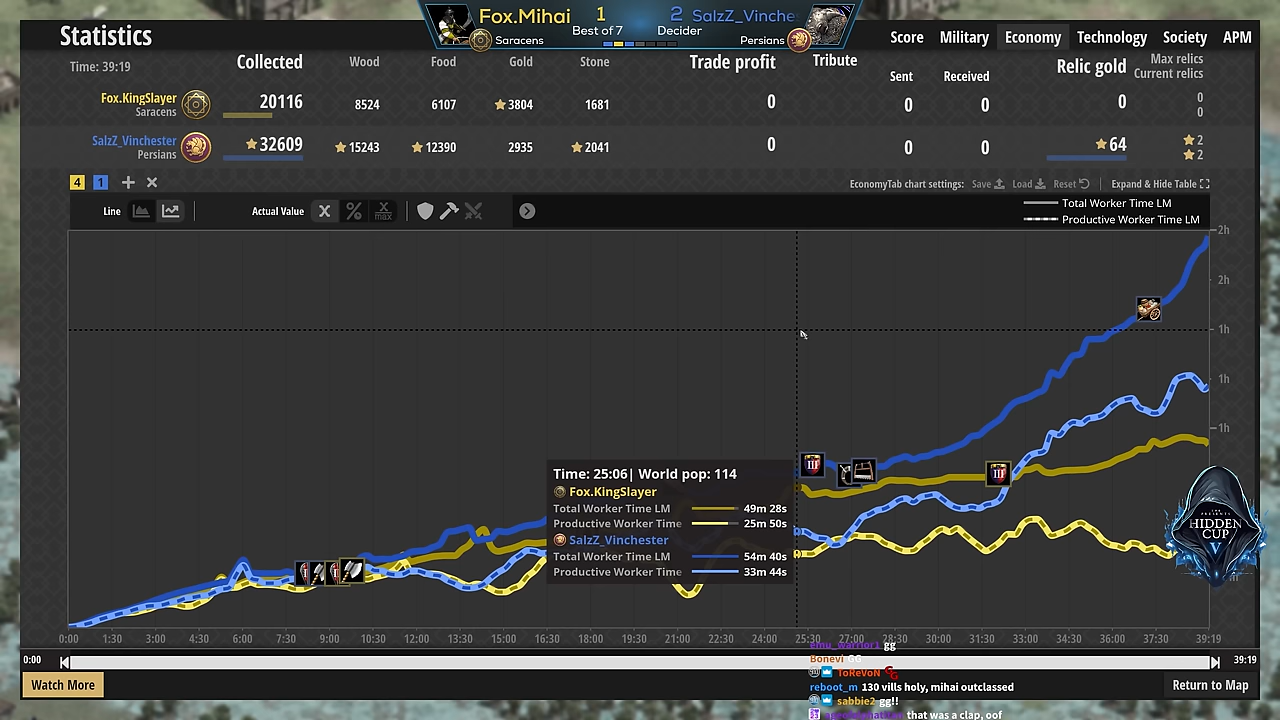 Fox.Mihai 1 2 SalzZ_Vinche
Best of 7 Decider
Saracens Persians
Statistics
Score Military Economy Technology Society APM
Time: 39:19
Collected Wood Food Gold Stone Trade profit Tribute Sent Received Relic gold Max relics
Current relics
Fox.KingSlayer
Saracens
20116 8524 6107 3804 1681 0 0 0 0 0
0
SalzZ_Vinchester
Persians
32609 15243 12390 2935 2041 0 0 0 64 2
2
4 1
EconomyTab chart settings: Save Load Reset Expand & Hide Table
Line Actual Value X % X max
Total Worker Time LM
Productive Worker Time LM
2h
2h
1h
1h
1h
III III
Time: 25:06| World pop: 114
Fox.KingSlayer
Total Worker Time LM 49m 28s
Productive Worker Time 25m 50s
SalzZ_Vinchester
Total Worker Time LM 54m 40s
Productive Worker Time 33m 44s
HIDDEN
CUP
V
0:00 1:30 3:00 4:30 6:00 7:30 9:00 10:30 12:00 13:30 15:00 16:30 18:00 19:30 21:00 22:30 24:00 25:30 27:00 28:30 30:00 31:30 33:00 34:30 36:00 37:30 39:19
emu_warrior1 gg
0:00 39:19
Bonevi GG
ToReVoN GG
Watch More Return to Map
reboot_m 130 vills holy, mihai outclassed
sabbie2 gg!!
that was a clap, oof